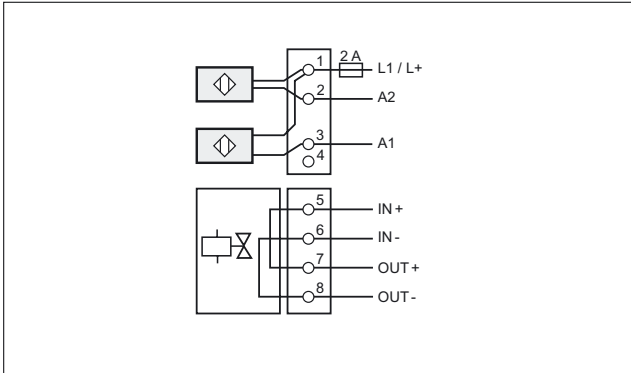 1 2 A L1 / L+
2 A2
3 A1
4
5 IN +
6 IN -
7 OUT +
8 OUT -